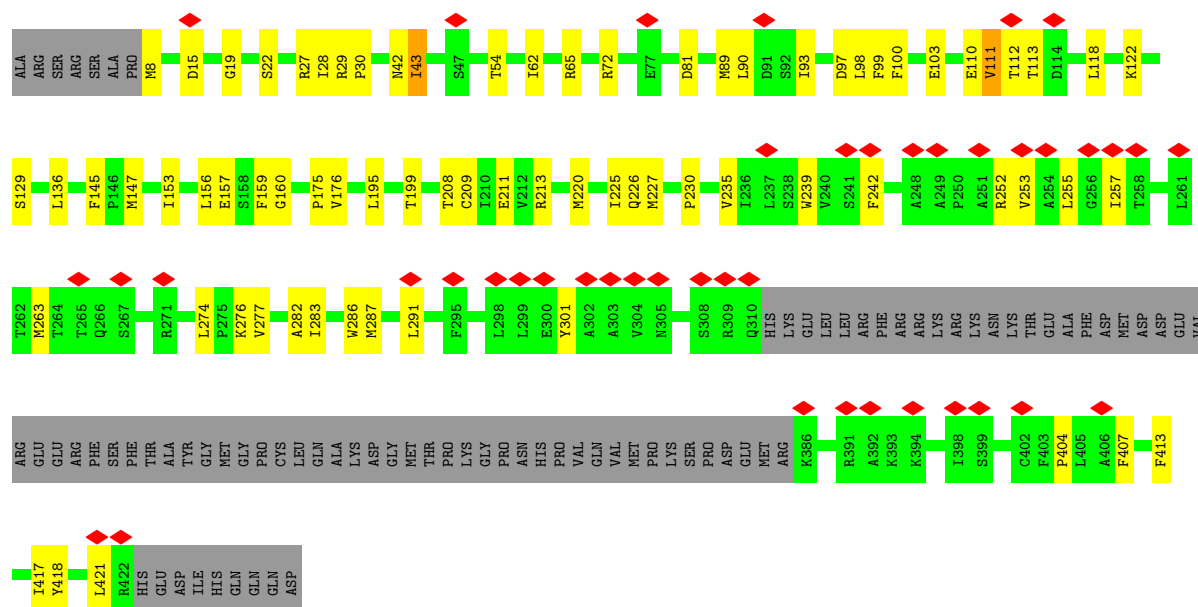 ALA ARG SER ARG SER ALA PRO M8 D15 G19 S22 R27 I28 R29 P30 N42 I43 S47 T54 I62 R65 R72 E77 D81 M89 L90 D91 S92 I93 D97 L98 F99 F100 E103 E110 V111 T112 T113 D114 L118 K122
S129 L136 F145 P146 M147 I153 L156 E157 S158 F159 G160 P175 V176 L195 T199 T208 C209 I210 E211 V212 R213 M220 I225 Q226 M227 P230 V235 I236 L237 S238 W239 V240 S241 F242 A248 A249 P250 A251 R252 V253 A254 L255 G256 I257 T258 L261
T262 M263 T264 T265 Q266 S267 R271 L274 P275 K276 V277 A282 I283 W286 M287 L291 F295 L298 L299 E300 Y301 A302 A303 V304 N305 S308 R309 Q310 HIS LYS GLU LEU LEU ARG PHE ARG ARG LYS ARG LYS ASN LYS THR GLU ALA PHE ASP MET ASP ASP GLU VAL
ARG GLU GLU ARG PHE SER PHE THR ALA TYR GLY MET GLY PRO CYS LEU GLN ALA LYS ASP GLY MET THR PRO LYS GLY PRO ASN HIS PRO VAL GLN VAL MET PRO LYS SER PRO ASP GLU MET ARG K386 R391 A392 K393 K394 I398 S399 C402 F403 P404 L405 A406 F407 F413
I417 Y418 L421 R422 HIS GLU ASP ILE HIS GLN GLN GLN ASP